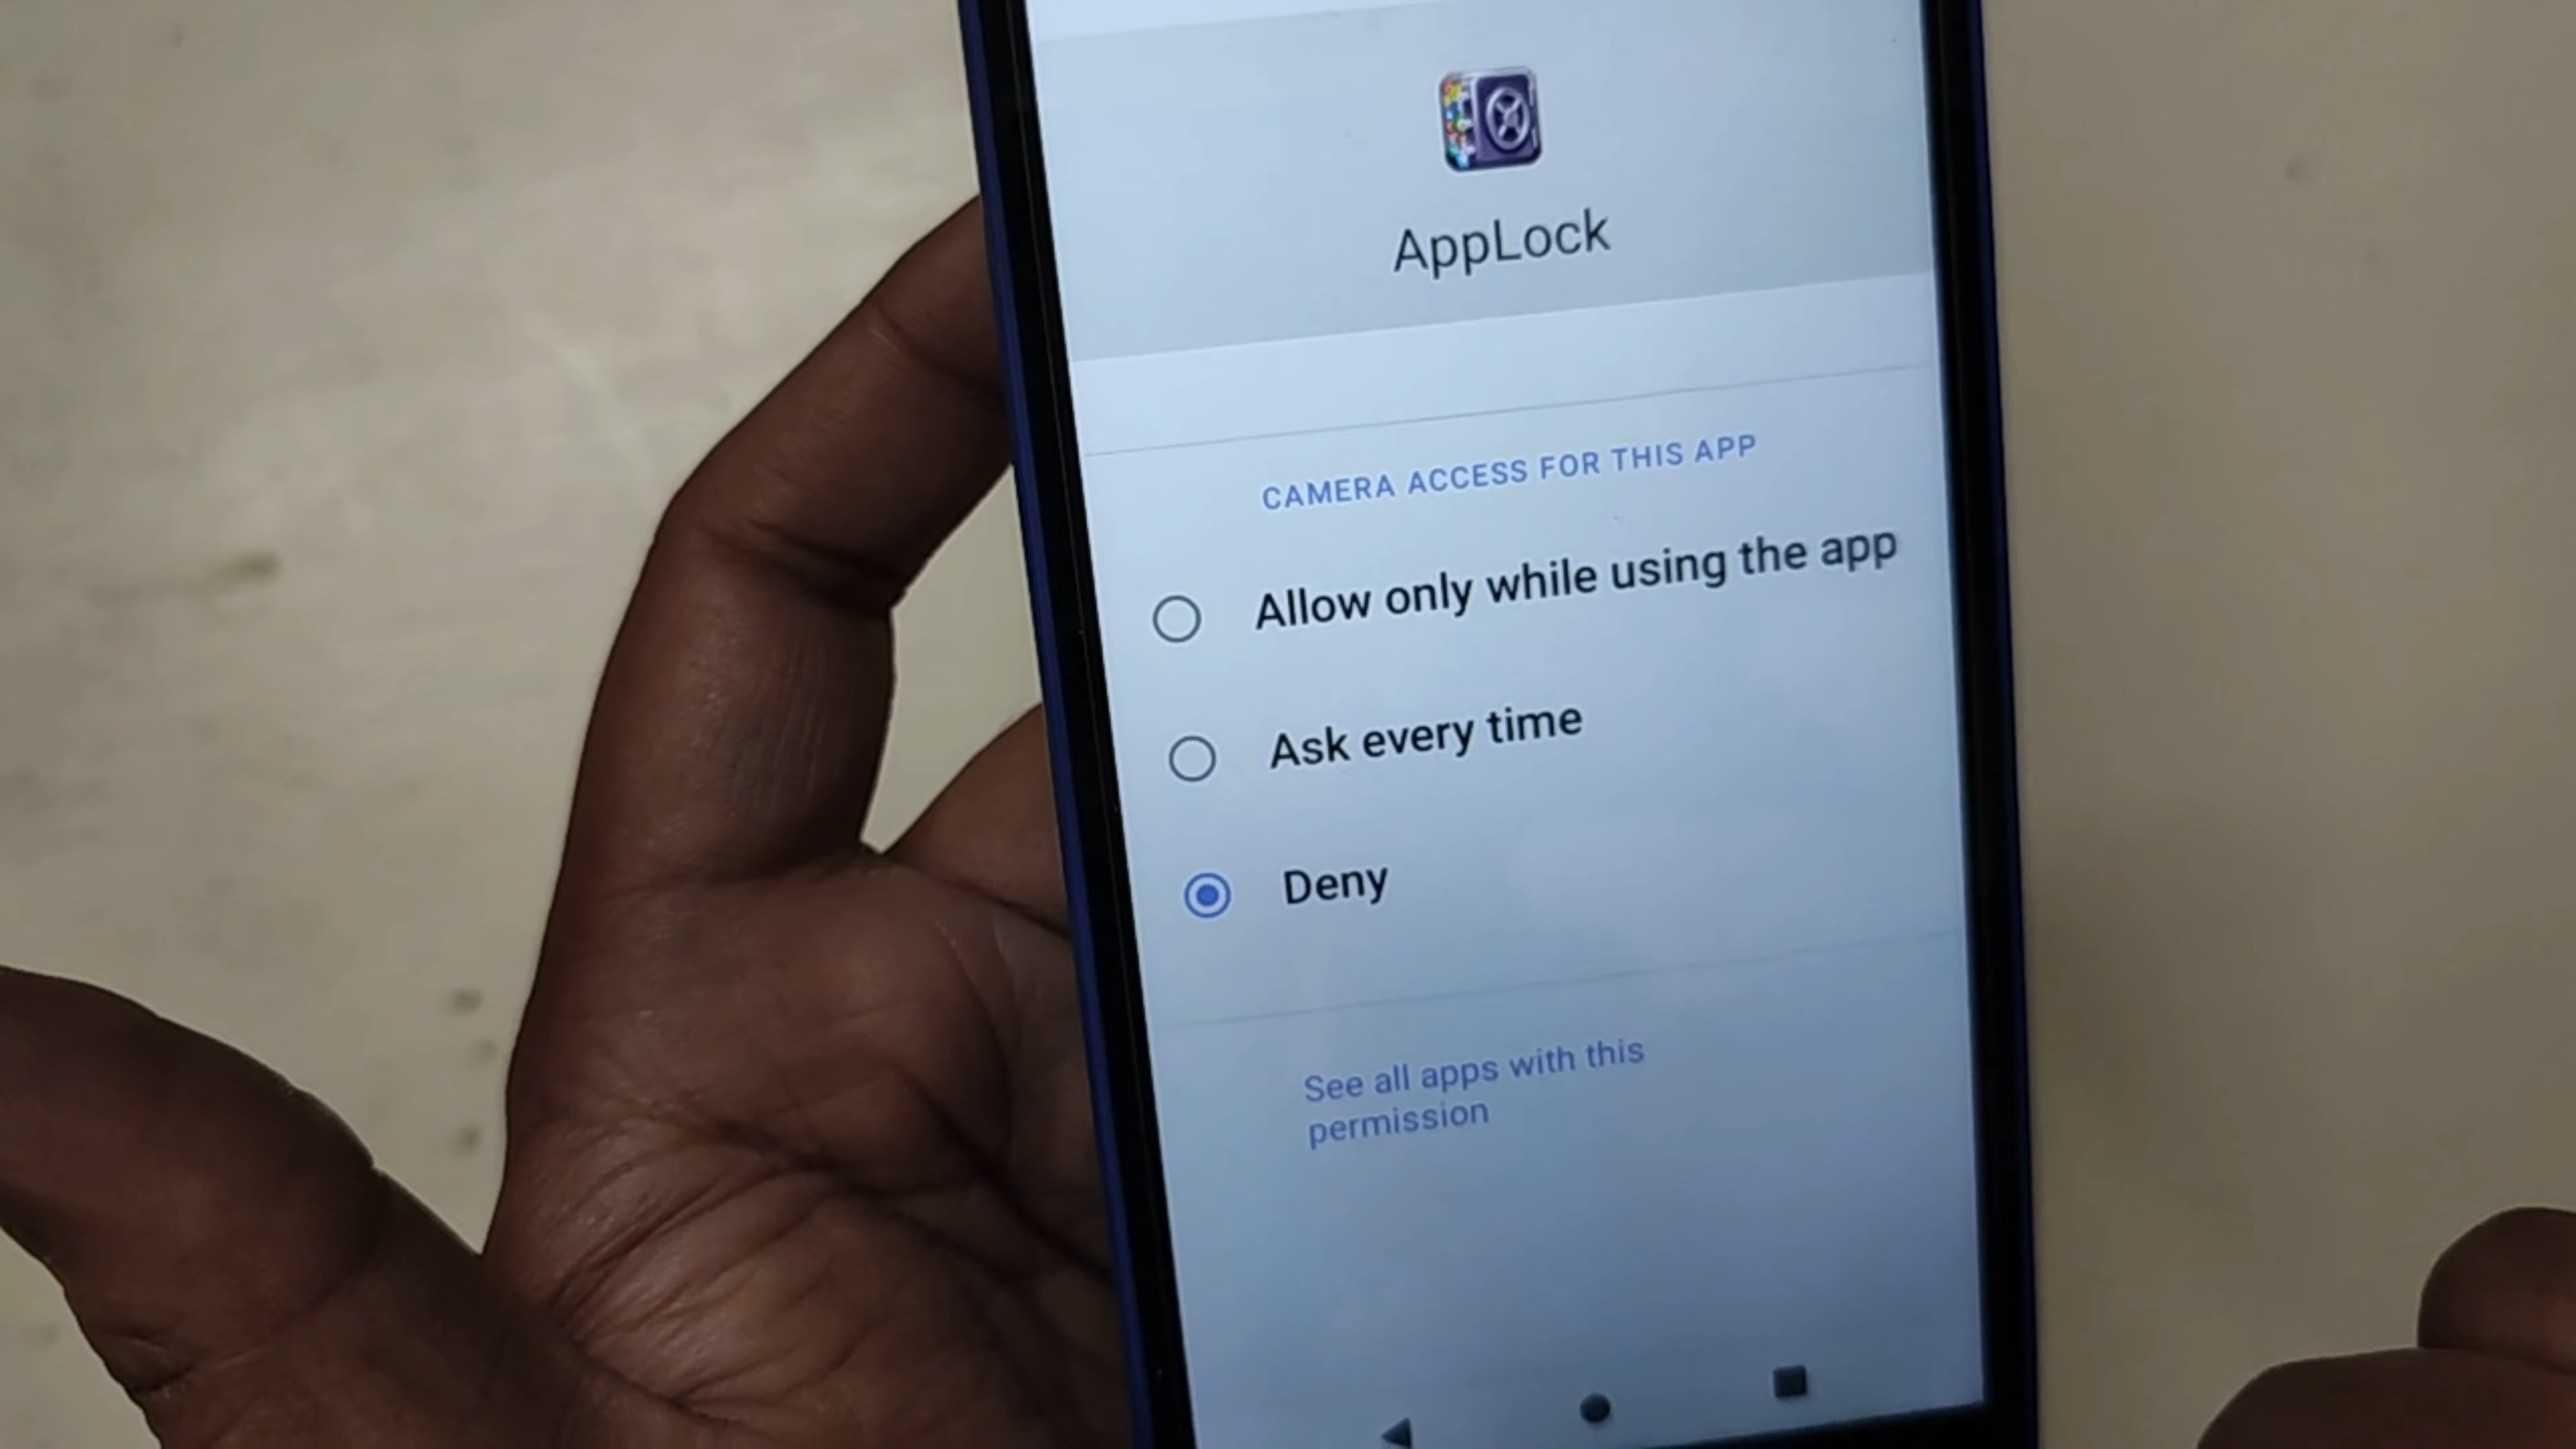 AppLock
CAMERA ACCESS FOR THIS APP
Allow only while using the app
Ask every time
Deny
See all apps with this
permission